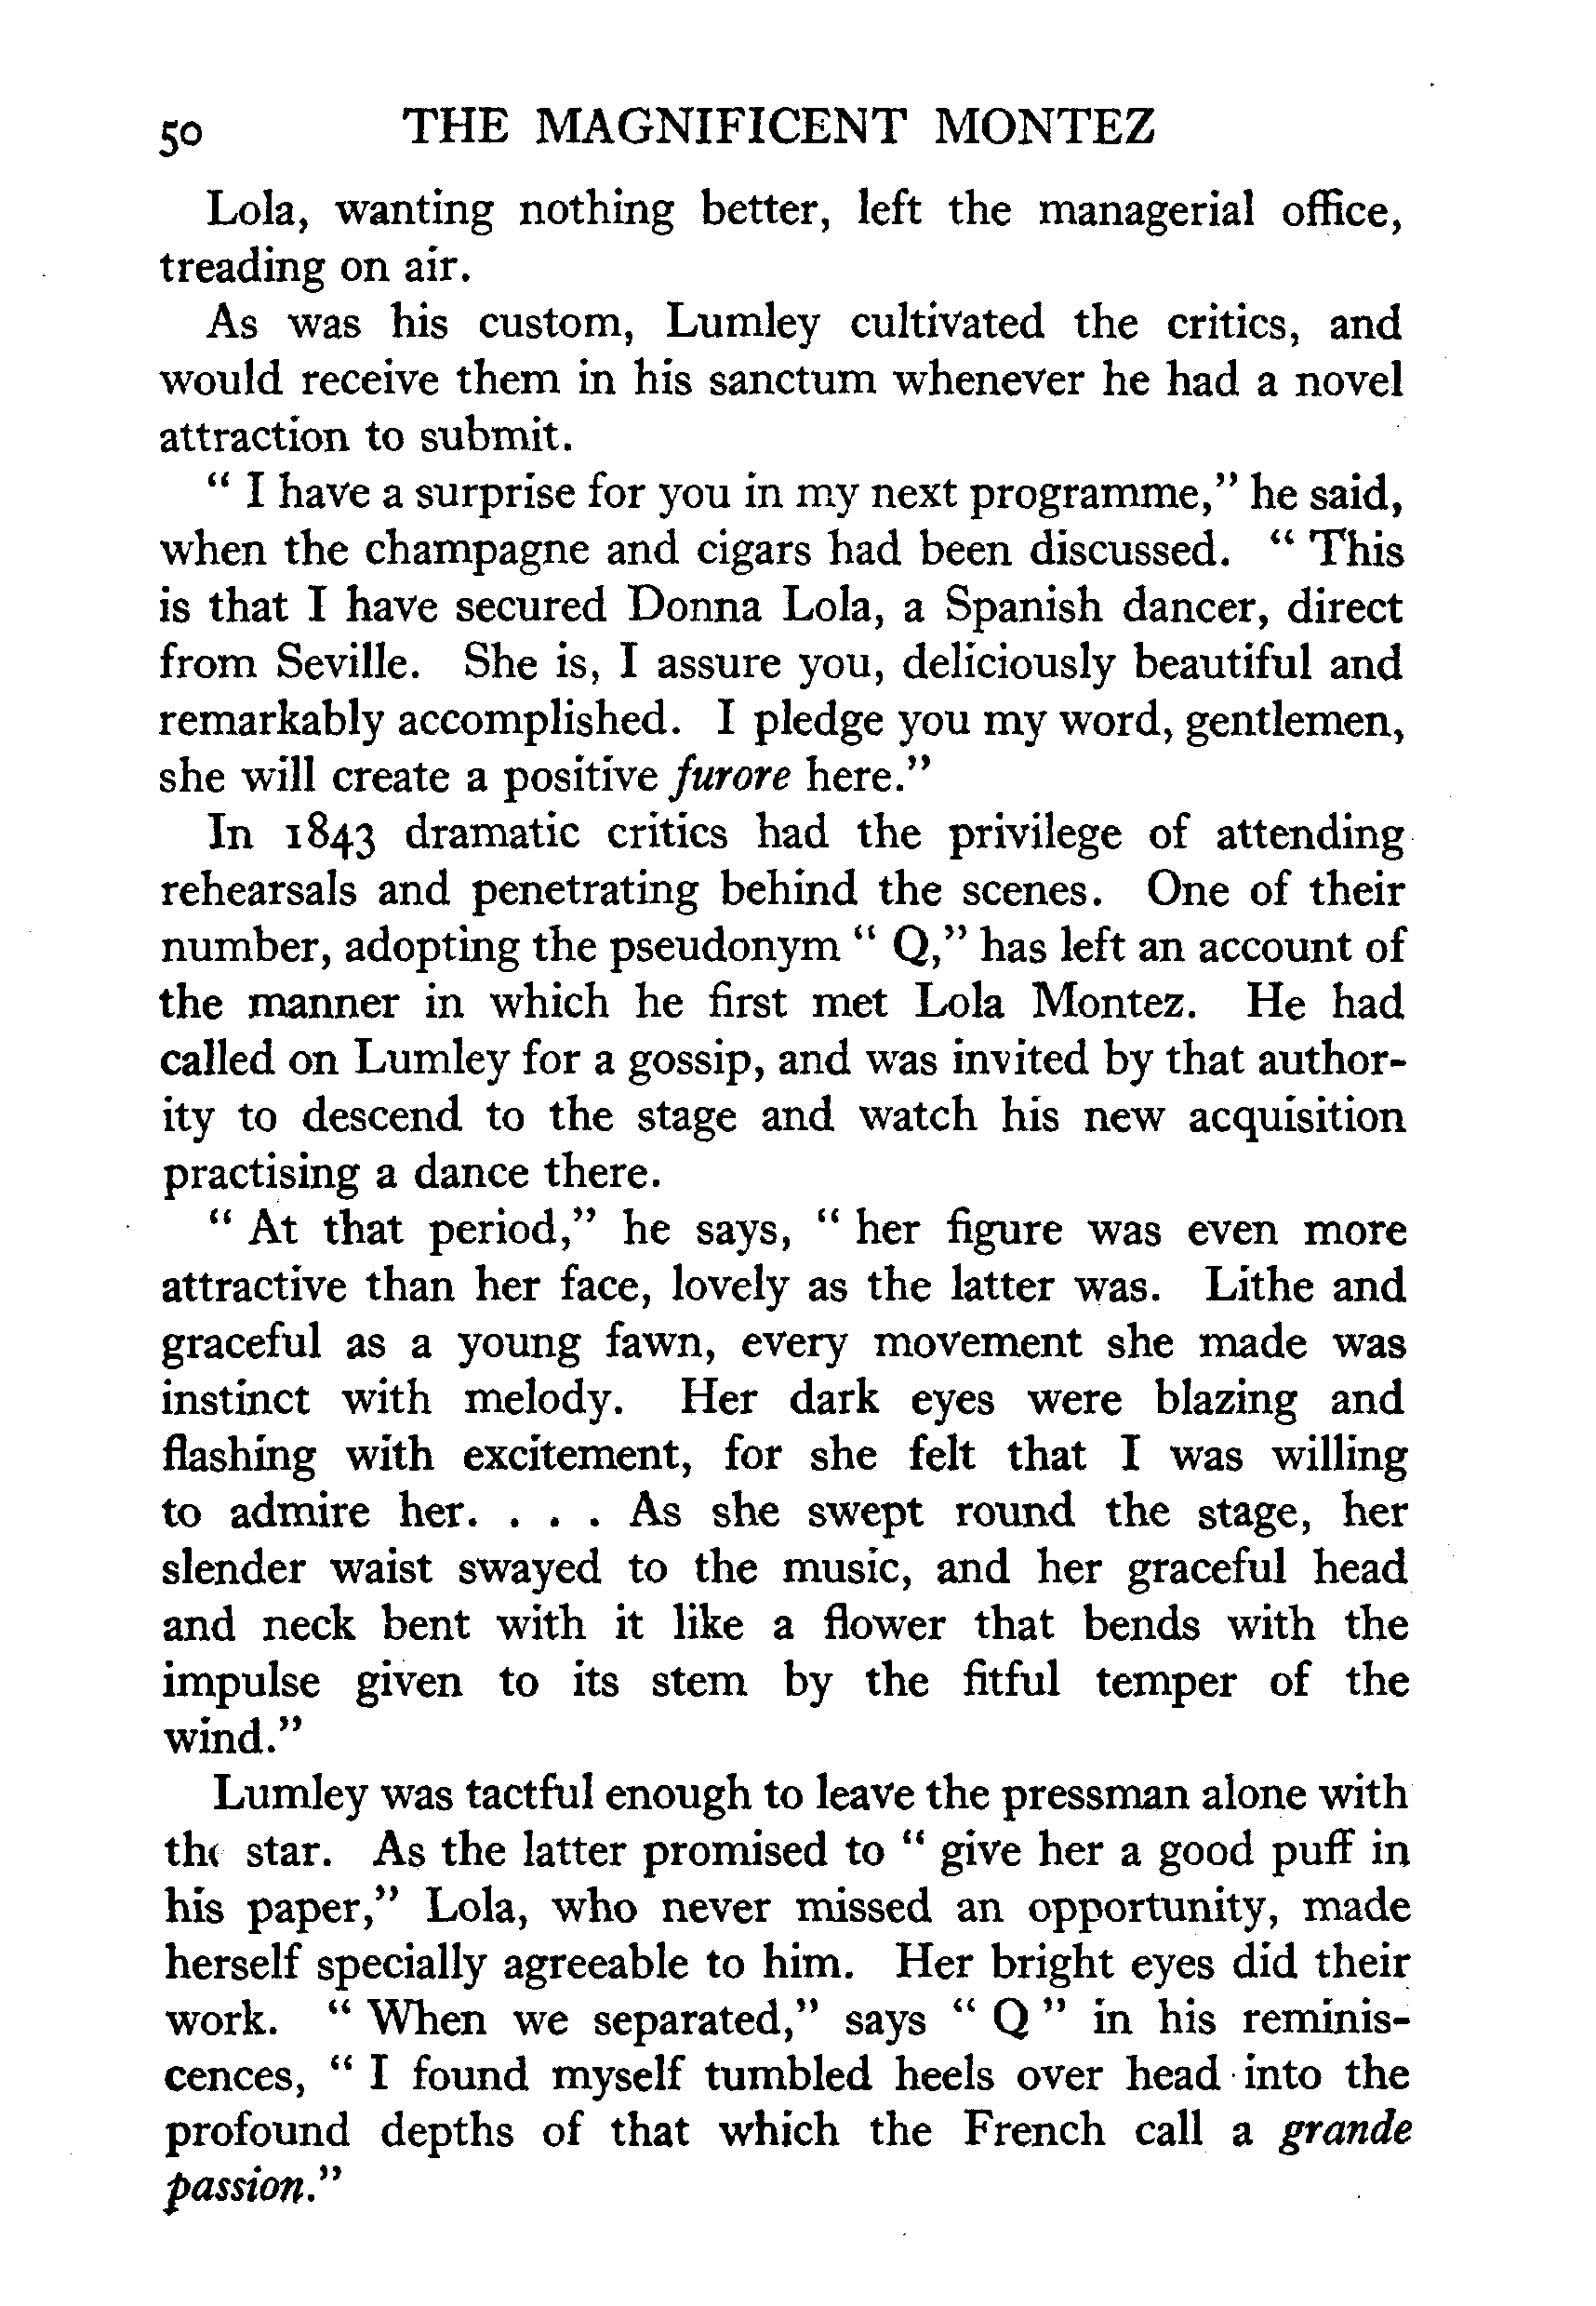 50 THE MAGNIFICENT MONTEZ
Lola, wanting nothing better, left the managerial office,
treading on air.
As was his custom, Lumley cultivated the critics, and
would receive them in his sanctum whenever he had a novel
attraction to submit.
" I have a surprise for you in my next programme," he said,
when the champagne and cigars had been discussed. " This
is that I have secured Donna Lola, a Spanish dancer, direct
from Seville. She is, I assure you, deliciously beautiful and
remarkably accomplished. I pledge you my word, gentlemen,
she will create a positive furore here."
In 1843 dramatic critics had the privilege of attending
rehearsals and penetrating behind the scenes. One of their
number, adopting the pseudonym " Q," has left an account of
the manner in which he first met Lola Montez. He had
called on Lumley for a gossip, and was invited by that author-
ity to descend to the stage and watch his new acquisition
practising a dance there.
" At that period," he says, " her figure was even more
attractive than her face, lovely as the latter was. Lithe and
graceful as a young fawn, every movement she made was
instinct with melody. Her dark eyes were blazing and
flashing with excitement, for she felt that I was willing
to admire her. . . . As she swept round the stage, her
slender waist swayed to the music, and her graceful head
and neck bent with it like a flower that bends with the
impulse given to its stem by the fitful temper of the
wind."
Lumley was tactful enough to leave the pressman alone with
the star. As the latter promised to " give her a good puff in
his paper," Lola, who never missed an opportunity, made
herself specially agreeable to him. Her bright eyes did their
work. " When we separated," says " Q " in his reminis-
cences, " I found myself tumbled heels over head into the
profound depths of that which the French call a grande
passion."